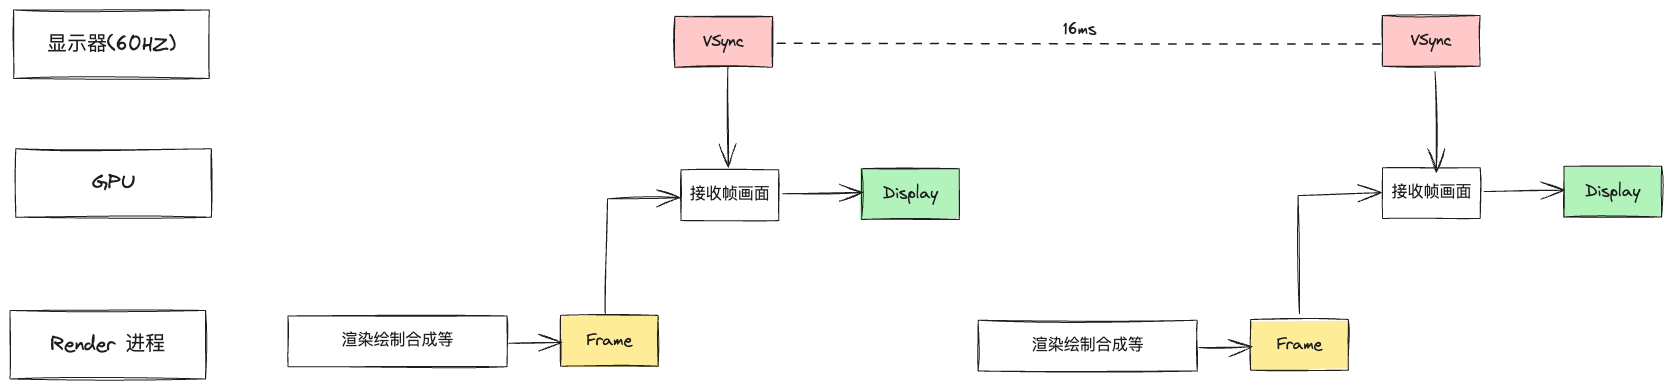 显示器(60HZ)
VSync
16ms
VSync
GPU
接收帧画面
Display
接收帧画面
Display
Render 进程
渲染绘制合成等
Frame
渲染绘制合成等
Frame